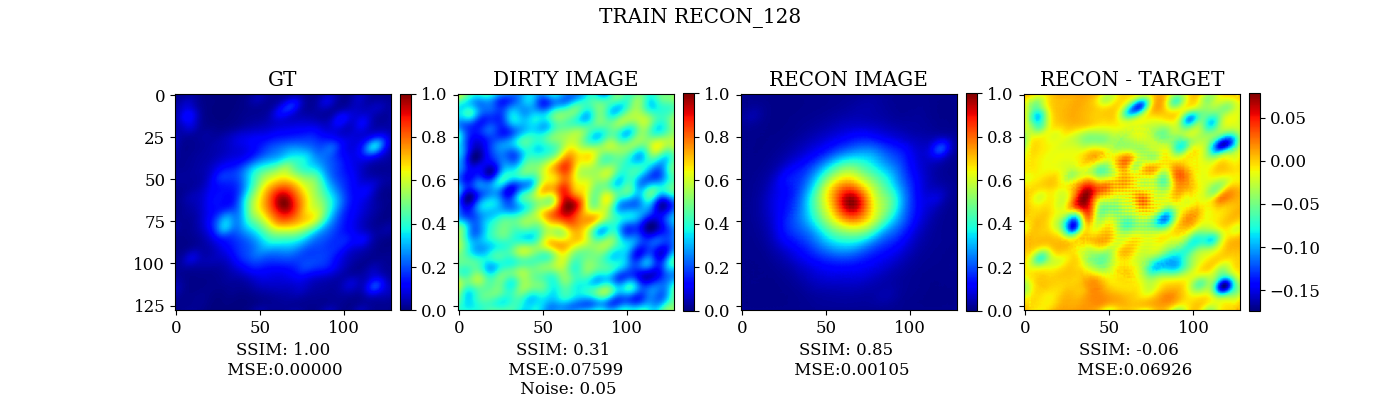 TRAIN RECON_128
GT
DIRTY IMAGE
RECON IMAGE
RECON - TARGET
0
25
50
75
100
125
0 50 100
1.0
0.8
0.6
0.4
0.2
0.0
0 50 100
1.0
0.8
0.6
0.4
0.2
0.0
0 50 100
1.0
0.8
0.6
0.4
0.2
0.0
0 50 100
0.05
0.00
−0.05
−0.10
−0.15
SSIM: 1.00
MSE:0.00000
SSIM: 0.31
MSE:0.07599
Noise: 0.05
SSIM: 0.85
MSE:0.00105
SSIM: -0.06
MSE:0.06926